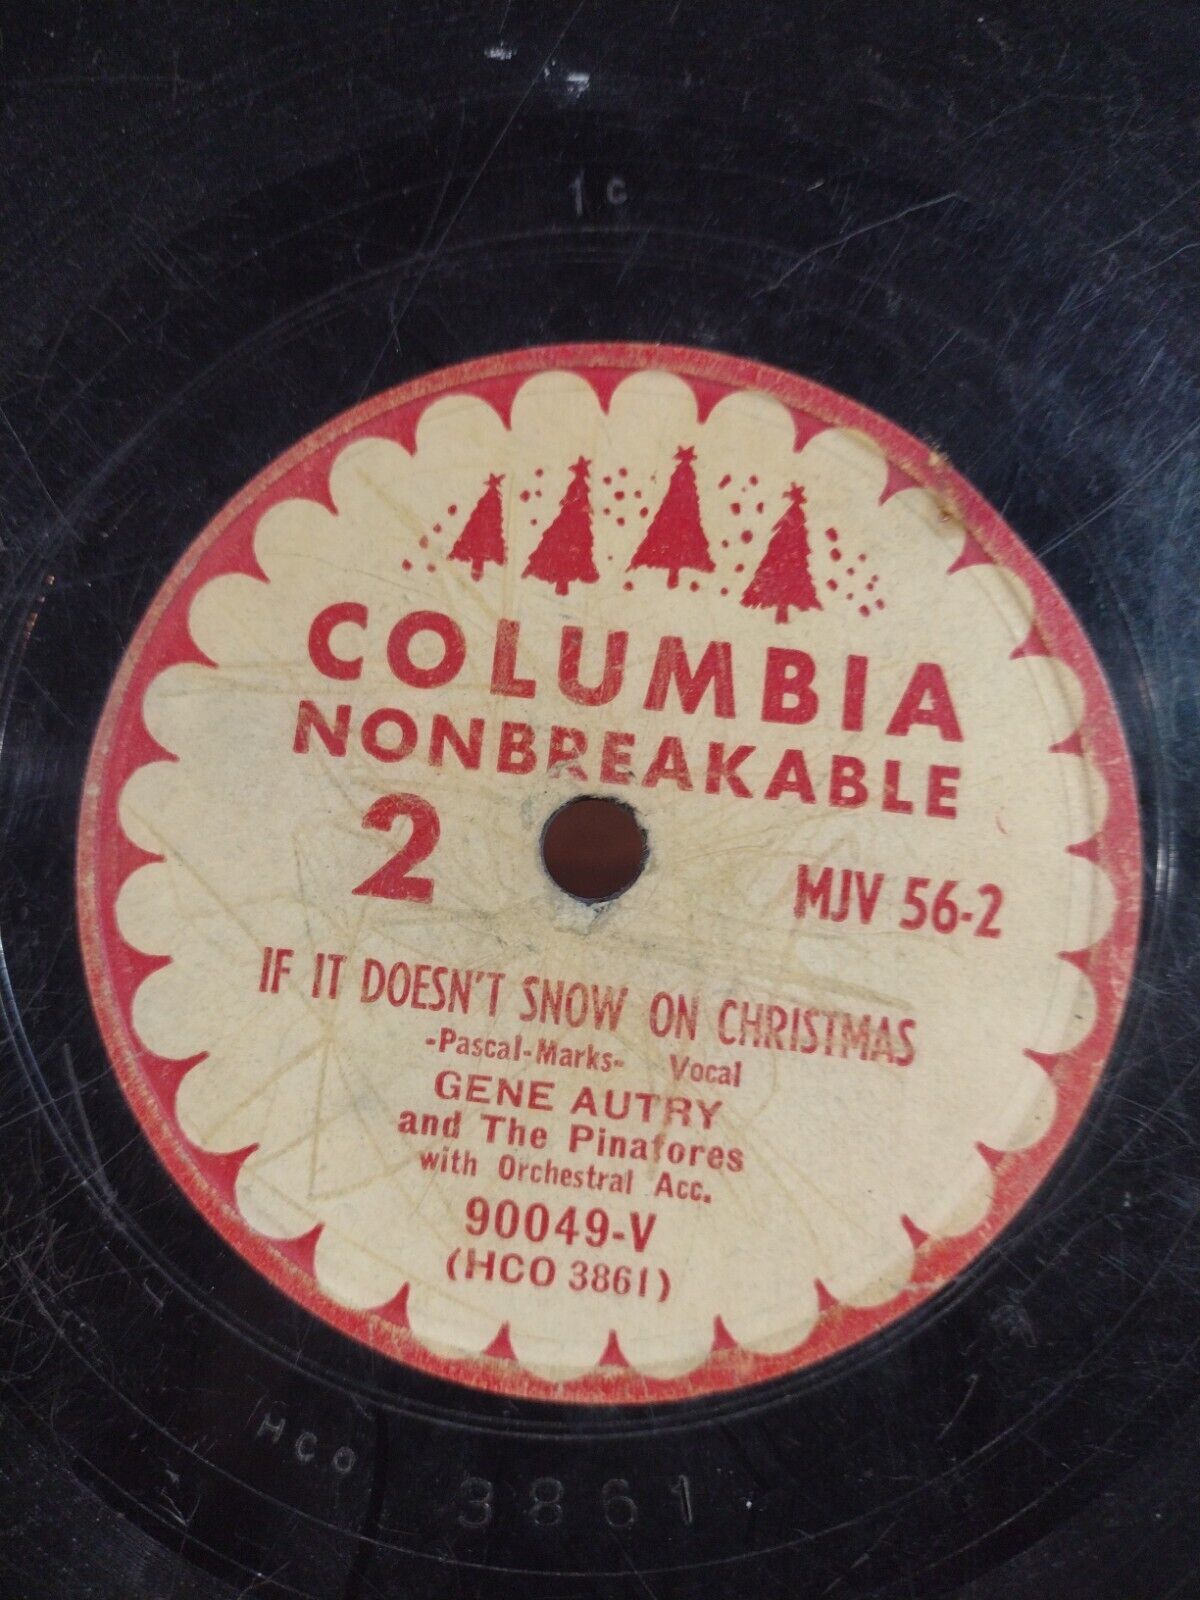 1 C
COLUMBIA
NONBREAKABLE
2
MJV 56-2
IF IT DOESN'T SNOW ON CHRISTMAS
-Pascal-Marks- Vocal
GENE AUTRY
and The Pinafores
with Orchestral Acc.
90049-V
(HCO 3861)
HCO 3861